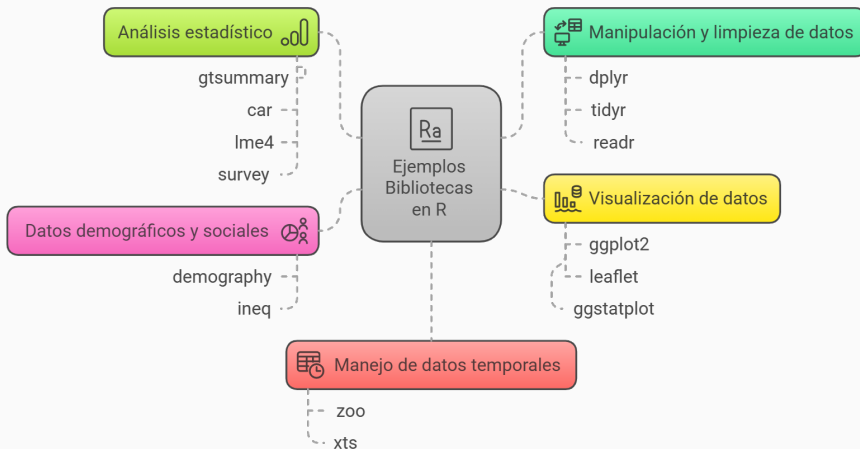 Análisis estadístico
gtsummary
car
lme4
survey
Manipulación y limpieza de datos
dplyr
tidyr
readr
Ra
Ejemplos
Bibliotecas
en R
Visualización de datos
ggplot2
leaflet
ggstatplot
Datos demográficos y sociales
demography
ineq
Manejo de datos temporales
zoo
xts